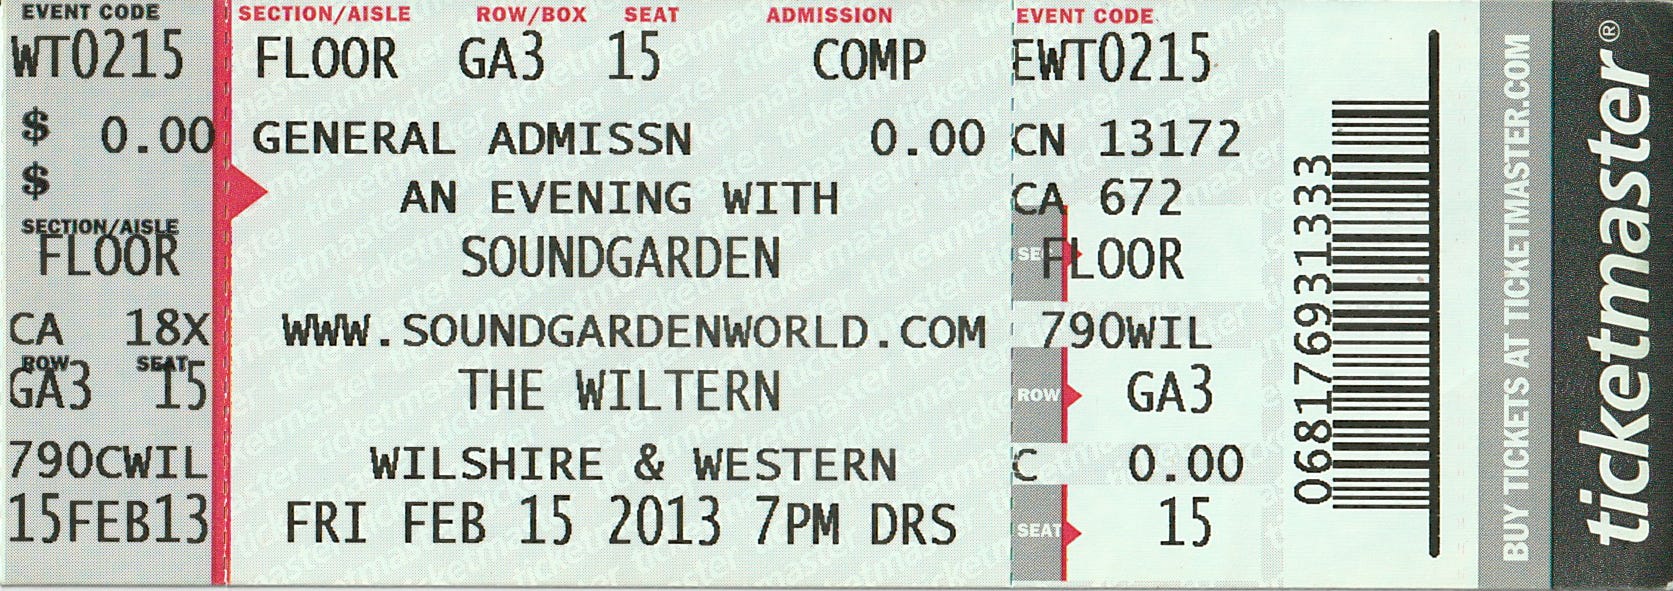 EVENT CODE
WT0215
$ 0.00
$
SECTION/AISLE
FLOOR
CA 18X
ROW SEAT
GA3 15
790CWIL
15FEB13
SECTION/AISLE ROW/BOX SEAT ADMISSION
FLOOR GA3 15 COMP
GENERAL ADMISSN 0.00
AN EVENING WITH
SOUNDGARDEN
WWW.SOUNDGARDENWORLD.COM
THE WILTERN
WILSHIRE & WESTERN
FRI FEB 15 2013 7PM DRS
EVENT CODE
EWT0215
CN 13172
CA 672
SEC FLOOR
790WIL
ROW GA3
C 0.00
SEAT 15
068176931333
BUY TICKETS AT TICKETMASTER.COM
ticketmaster®